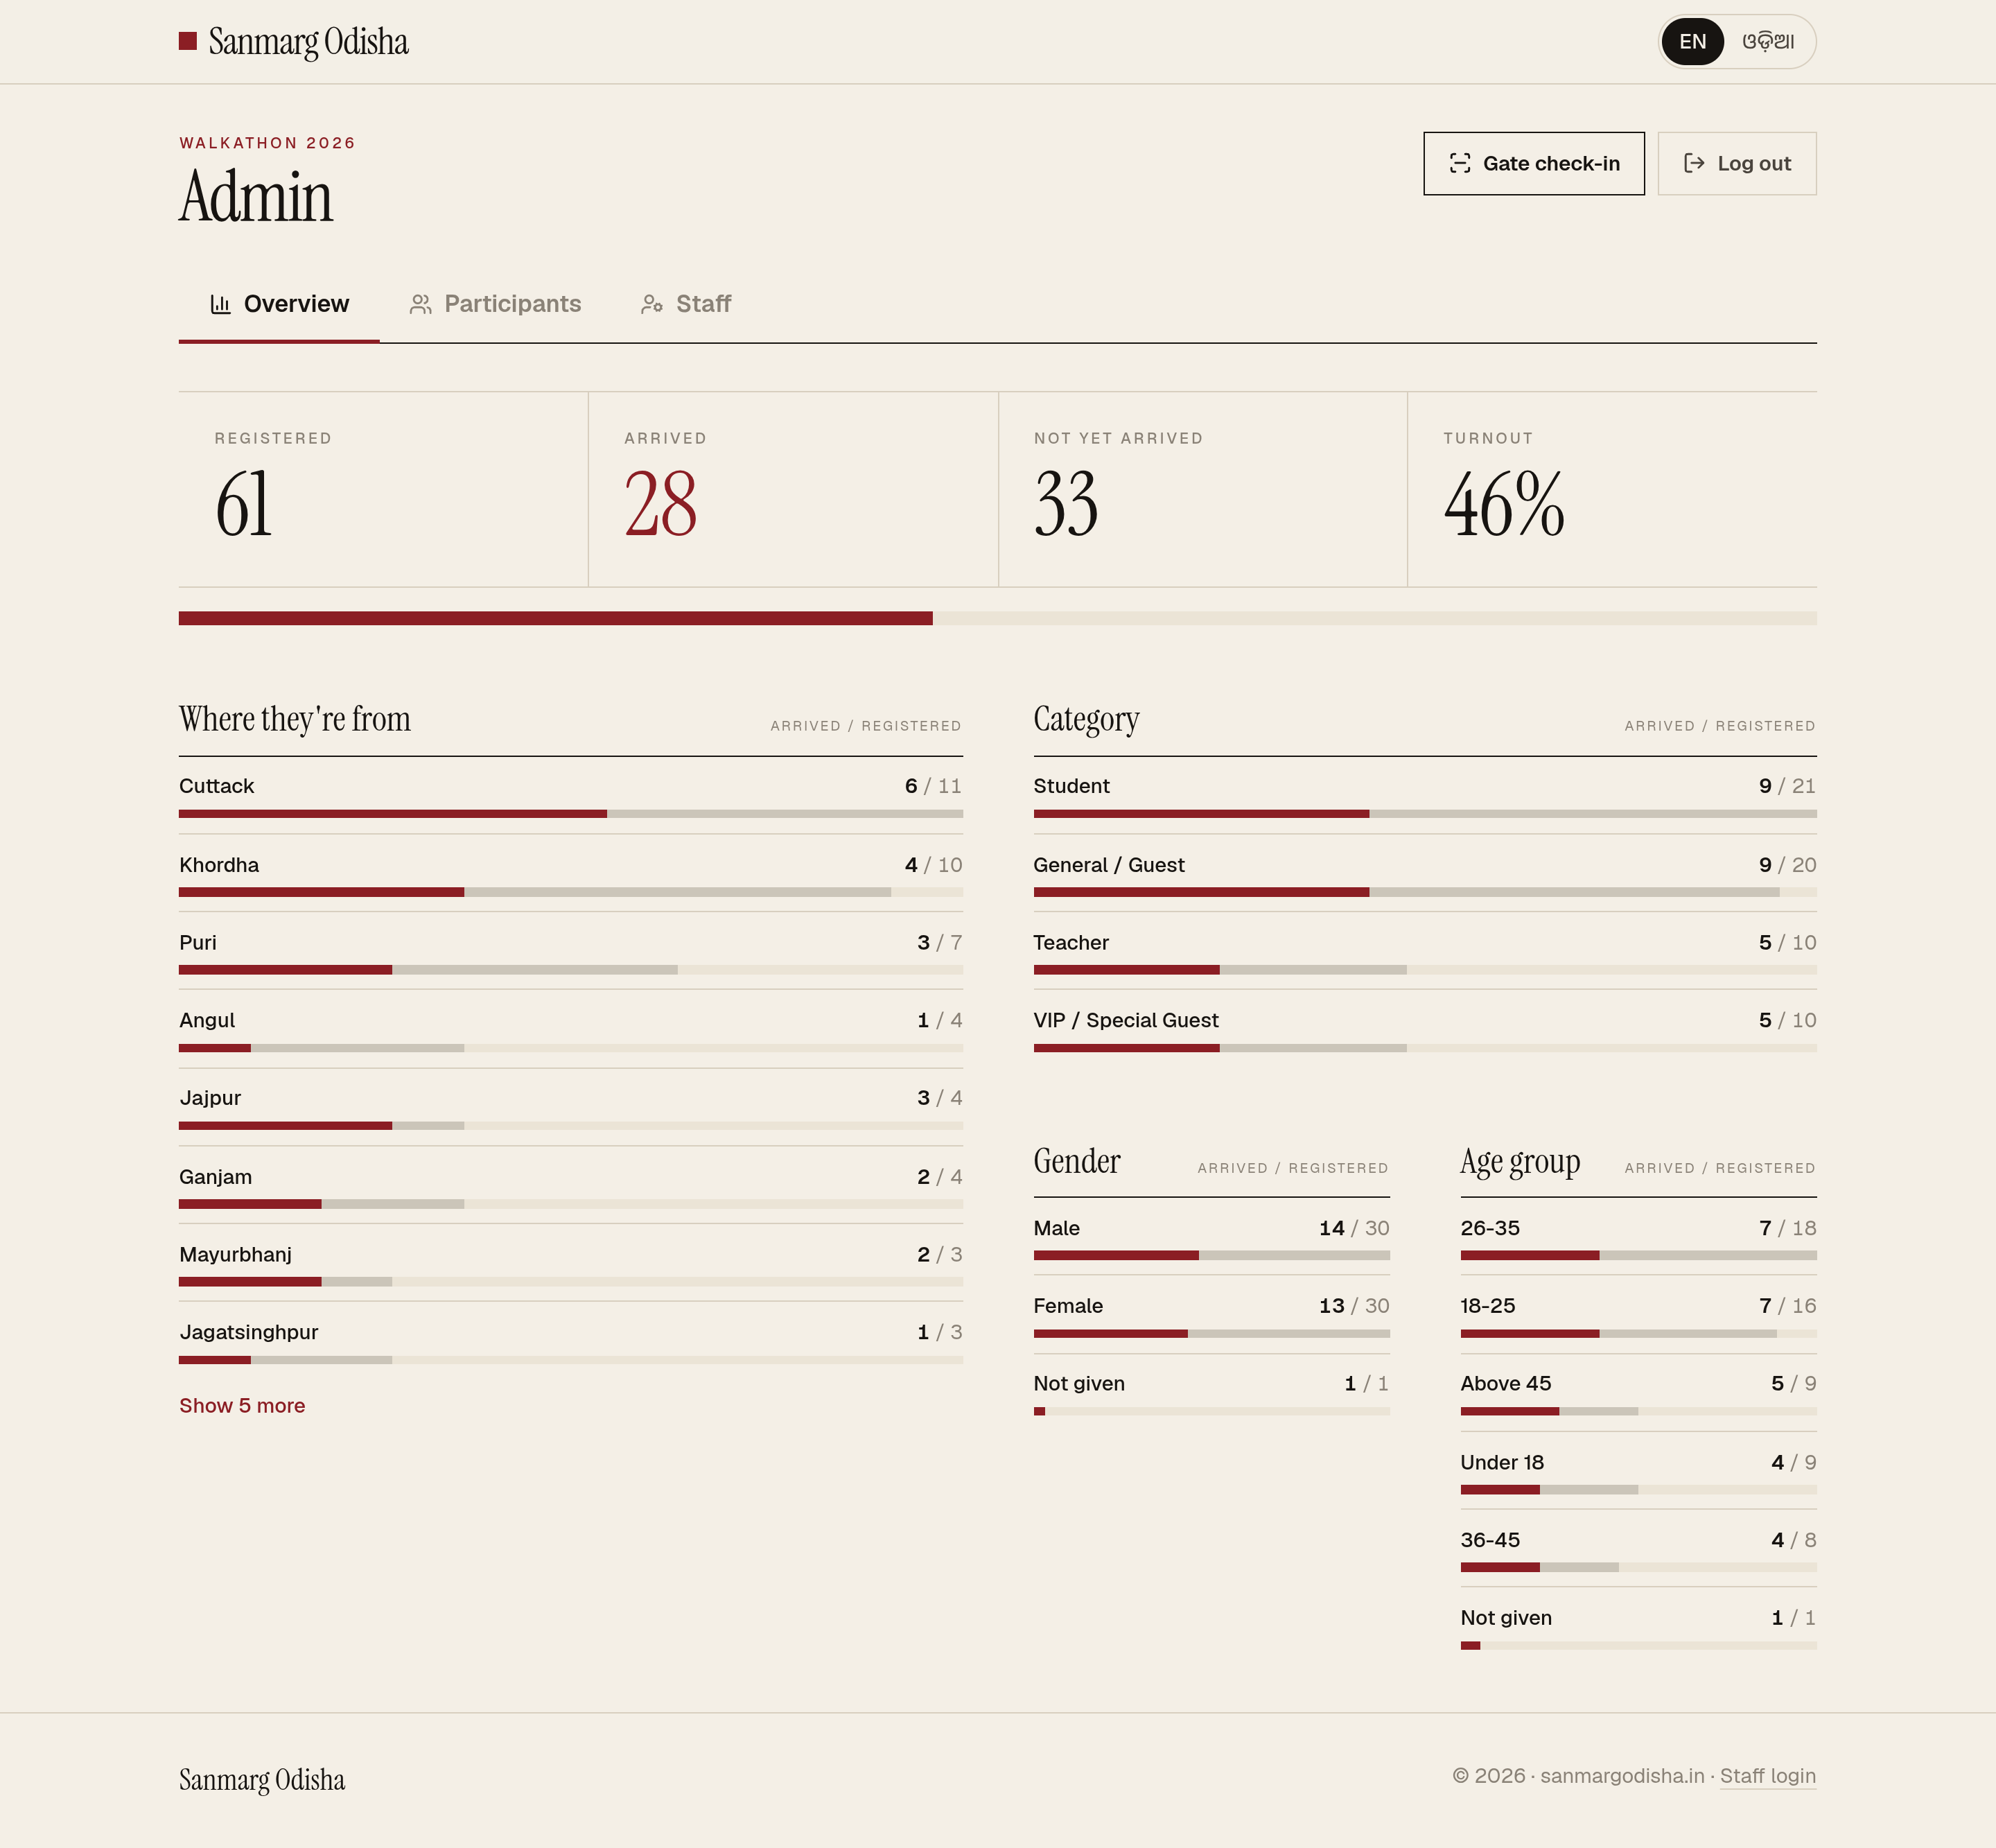 Sanmarg Odisha
EN ଓଡ଼ିଆ
WALKATHON 2026
Admin
Gate check-in
Log out
Overview
Participants
Staff
REGISTERED
61
ARRIVED
28
NOT YET ARRIVED
33
TURNOUT
46%
Where they're from
ARRIVED / REGISTERED
Cuttack 6 / 11
Khordha 4 / 10
Puri 3 / 7
Angul 1 / 4
Jajpur 3 / 4
Ganjam 2 / 4
Mayurbhanj 2 / 3
Jagatsinghpur 1 / 3
Show 5 more
Category
ARRIVED / REGISTERED
Student 9 / 21
General / Guest 9 / 20
Teacher 5 / 10
VIP / Special Guest 5 / 10
Gender
ARRIVED / REGISTERED
Male 14 / 30
Female 13 / 30
Not given 1 / 1
Age group
ARRIVED / REGISTERED
26-35 7 / 18
18-25 7 / 16
Above 45 5 / 9
Under 18 4 / 9
36-45 4 / 8
Not given 1 / 1
Sanmarg Odisha
© 2026 · sanmargodisha.in · Staff login